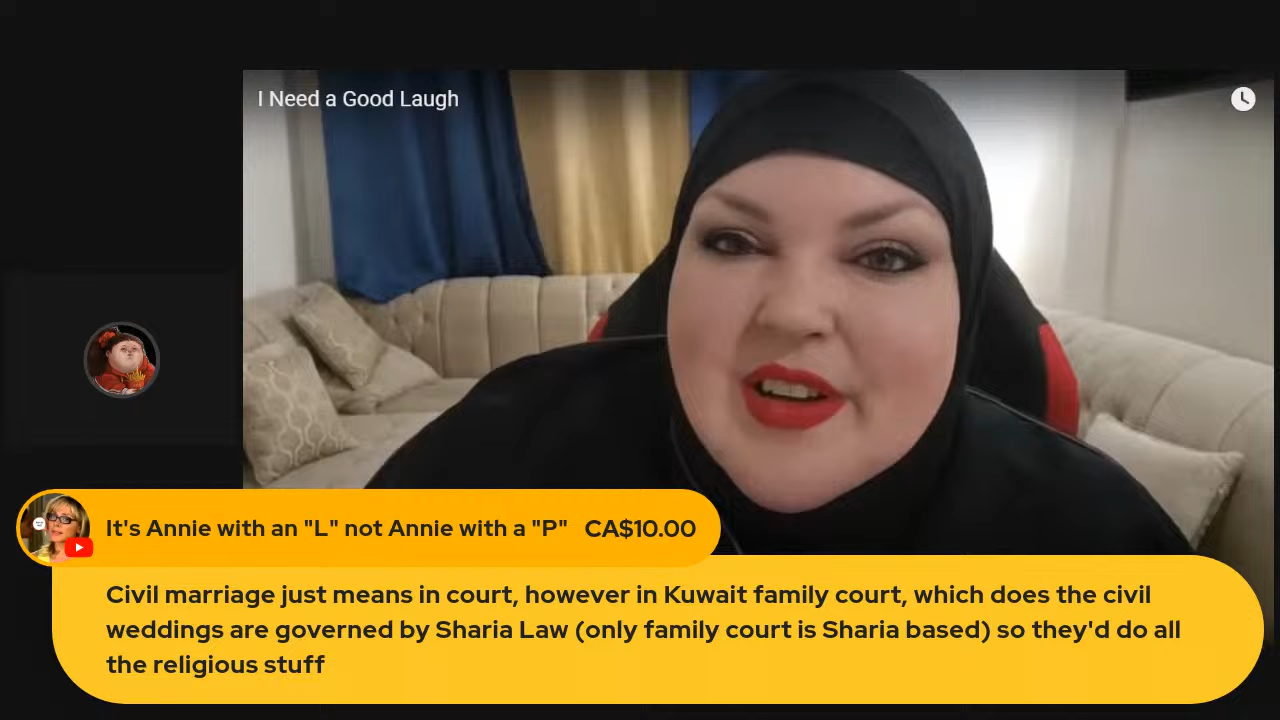 I Need a Good Laugh
It's Annie with an "L" not Annie with a "P" CA$10.00
Civil marriage just means in court, however in Kuwait family court, which does the civil
weddings are governed by Sharia Law (only family court is Sharia based) so they'd do all
the religious stuff